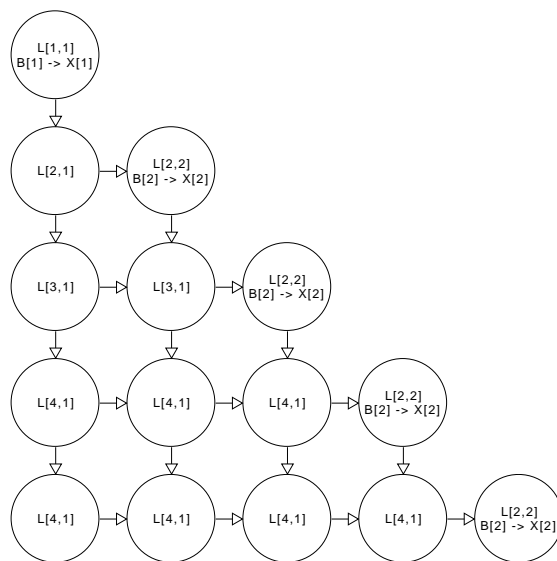 L[1,1]
B[1] -> X[1]
L[2,1]
L[2,2]
B[2] -> X[2]
L[3,1]
L[3,1]
L[2,2]
B[2] -> X[2]
L[4,1]
L[4,1]
L[4,1]
L[2,2]
B[2] -> X[2]
L[4,1]
L[4,1]
L[4,1]
L[4,1]
L[2,2]
B[2] -> X[2]